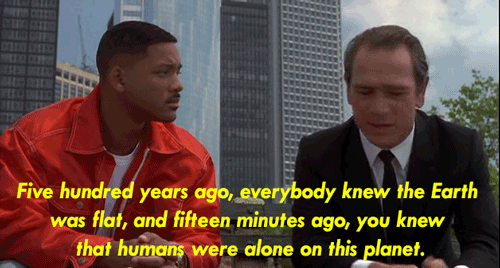 Five hundred years ago, everybody knew the Earth
was flat, and fifteen minutes ago, you knew
that humans were alone on this planet.